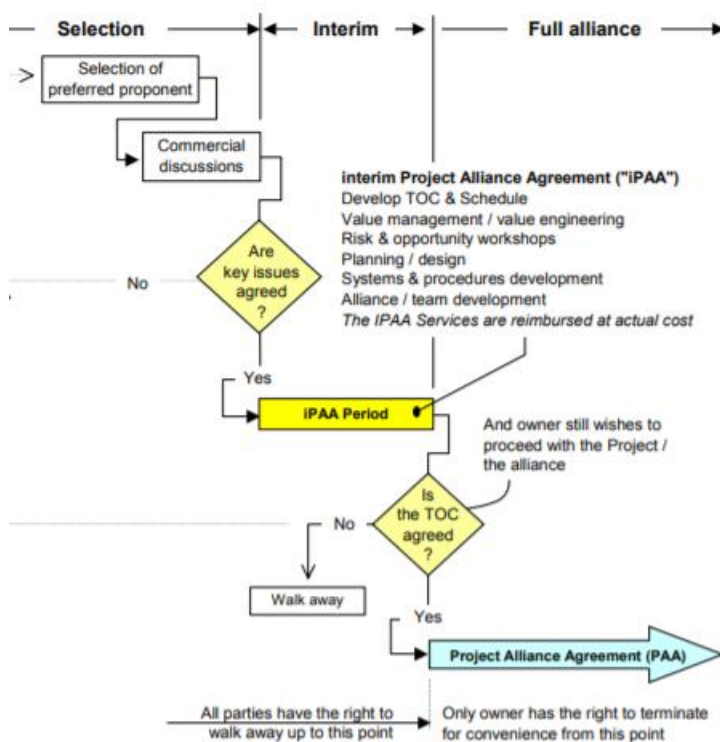 Selection
Interim
Full alliance
Selection of
preferred proponent
Commercial
discussions
interim Project Alliance Agreement ("iPAA")
Develop TOC & Schedule
Value management / value engineering
Risk & opportunity workshops
Planning / design
Systems & procedures development
Alliance / team development
The IPAA Services are reimbursed at actual cost
Are
key issues
agreed
?
No
Yes
iPAA Period
And owner still wishes to
proceed with the Project /
the alliance
Is
the TOC
agreed
?
No
Walk away
Yes
Project Alliance Agreement (PAA)
All parties have the right to
walk away up to this point
Only owner has the right to terminate
for convenience from this point